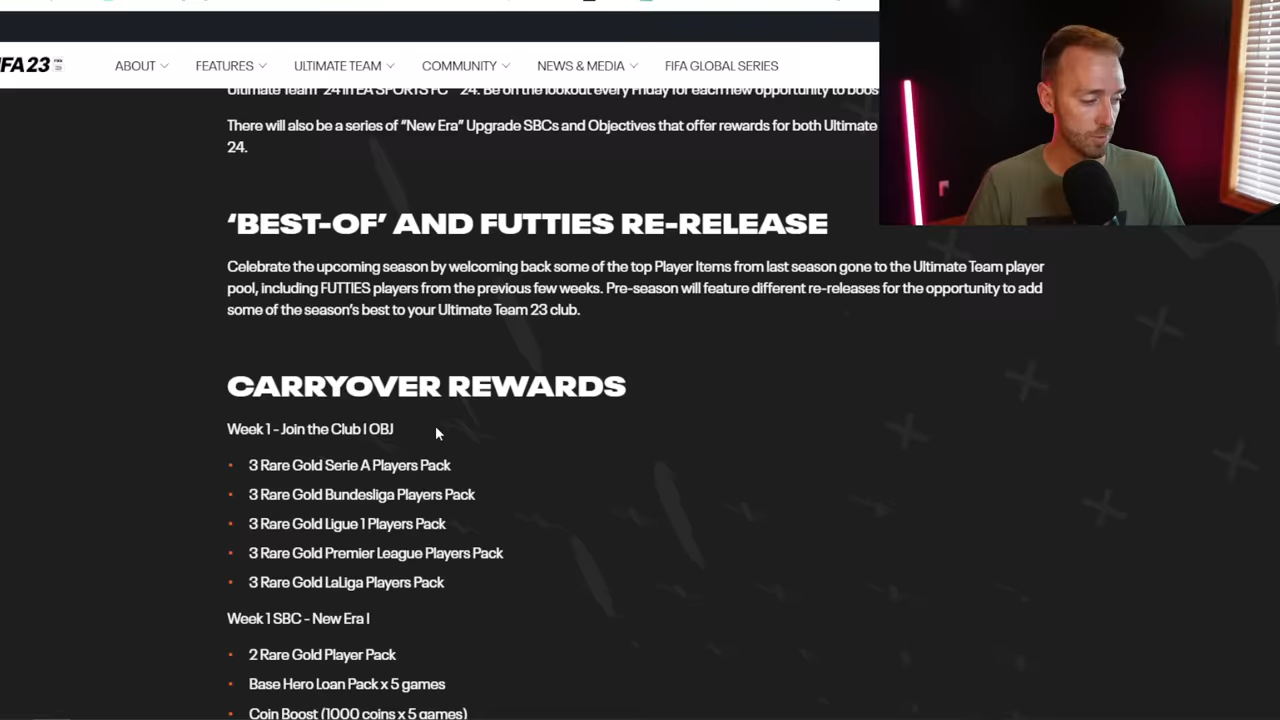 FA 23
ABOUT FEATURES ULTIMATE TEAM COMMUNITY NEWS & MEDIA FIFA GLOBAL SERIES
Ultimate Team 24 in EA SPORTS FC 24. Be on the lookout every Friday for each new opportunity to boos
There will also be a series of “New Era” Upgrade SBCs and Objectives that offer rewards for both Ultimate
24.
‘BEST-OF’ AND FUTTIES RE-RELEASE
Celebrate the upcoming season by welcoming back some of the top Player Items from last season gone to the Ultimate Team player
pool, including FUTTIES players from the previous few weeks. Pre-season will feature different re-releases for the opportunity to add
some of the season’s best to your Ultimate Team 23 club.
CARRYOVER REWARDS
Week 1 - Join the Club I OBJ
• 3 Rare Gold Serie A Players Pack
• 3 Rare Gold Bundesliga Players Pack
• 3 Rare Gold Ligue 1 Players Pack
• 3 Rare Gold Premier League Players Pack
• 3 Rare Gold LaLiga Players Pack
Week 1 SBC - New Era I
• 2 Rare Gold Player Pack
• Base Hero Loan Pack x 5 games
• Coin Boost (1000 coins x 5 games)